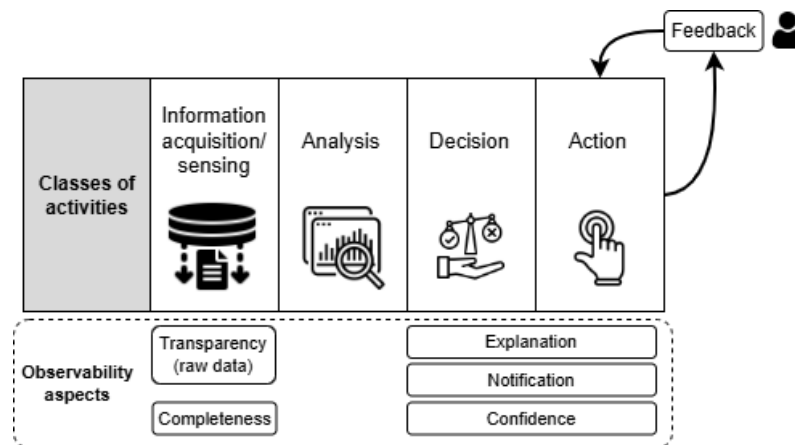 Feedback
Classes of
activities
Information
acquisition/
sensing
Analysis
Decision
Action
Observability
aspects
Transparency
(raw data)
Completeness
Explanation
Notification
Confidence